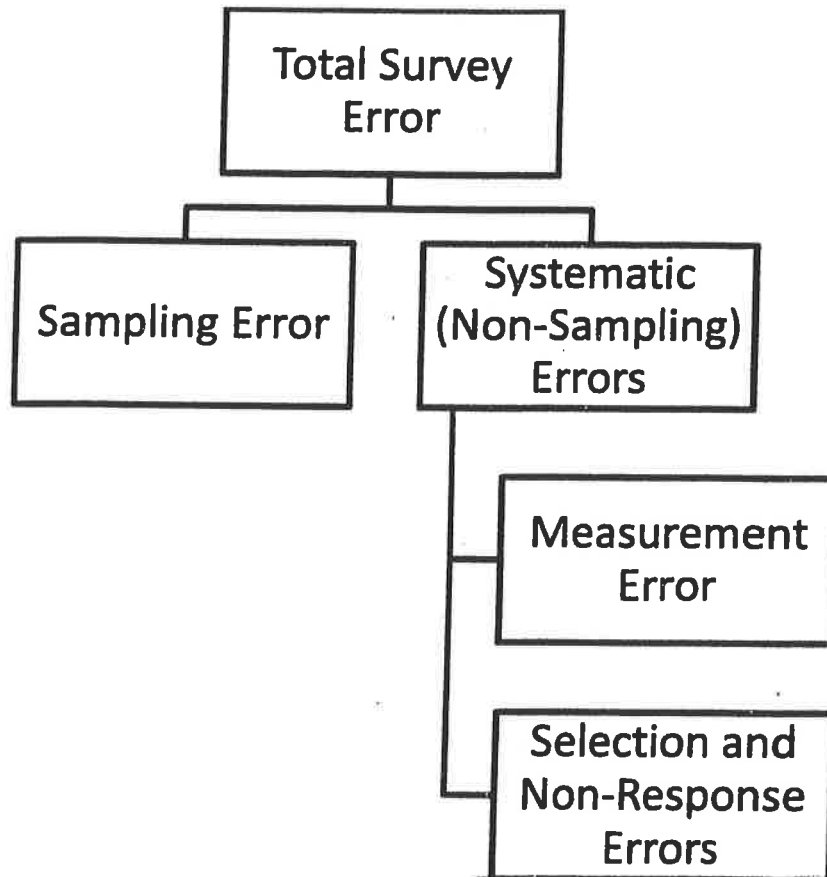 Total Survey
Error
Sampling Error
Systematic
(Non-Sampling)
Errors
Measurement
Error
Selection and
Non-Response
Errors